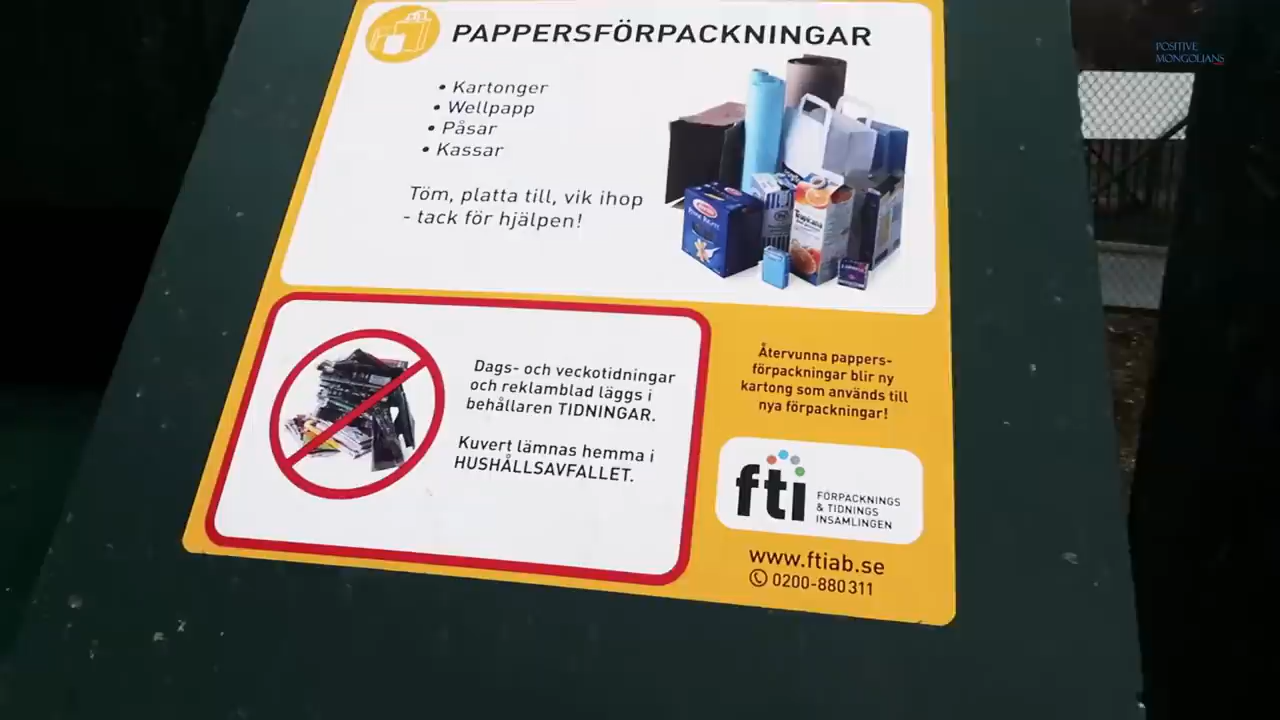 PAPPERSFÖRPACKNINGAR
• Kartonger
• Wellpapp
• Påsar
• Kassar
Töm, platta till, vik ihop
- tack för hjälpen!
Tropicana
Dags- och veckotidningar
och reklamblad läggs i
behållaren TIDNINGAR.
Kuvert lämnas hemma i
HUSHÅLLSAVFALLET.
Återvunna pappers-
förpackningar blir ny
kartong som används till
nya förpackningar!
fti
FÖRPACKNINGS
& TIDNINGS
INSAMLINGEN
www.ftiab.se
0200-880311
POSITIVE
MONGOLIANS